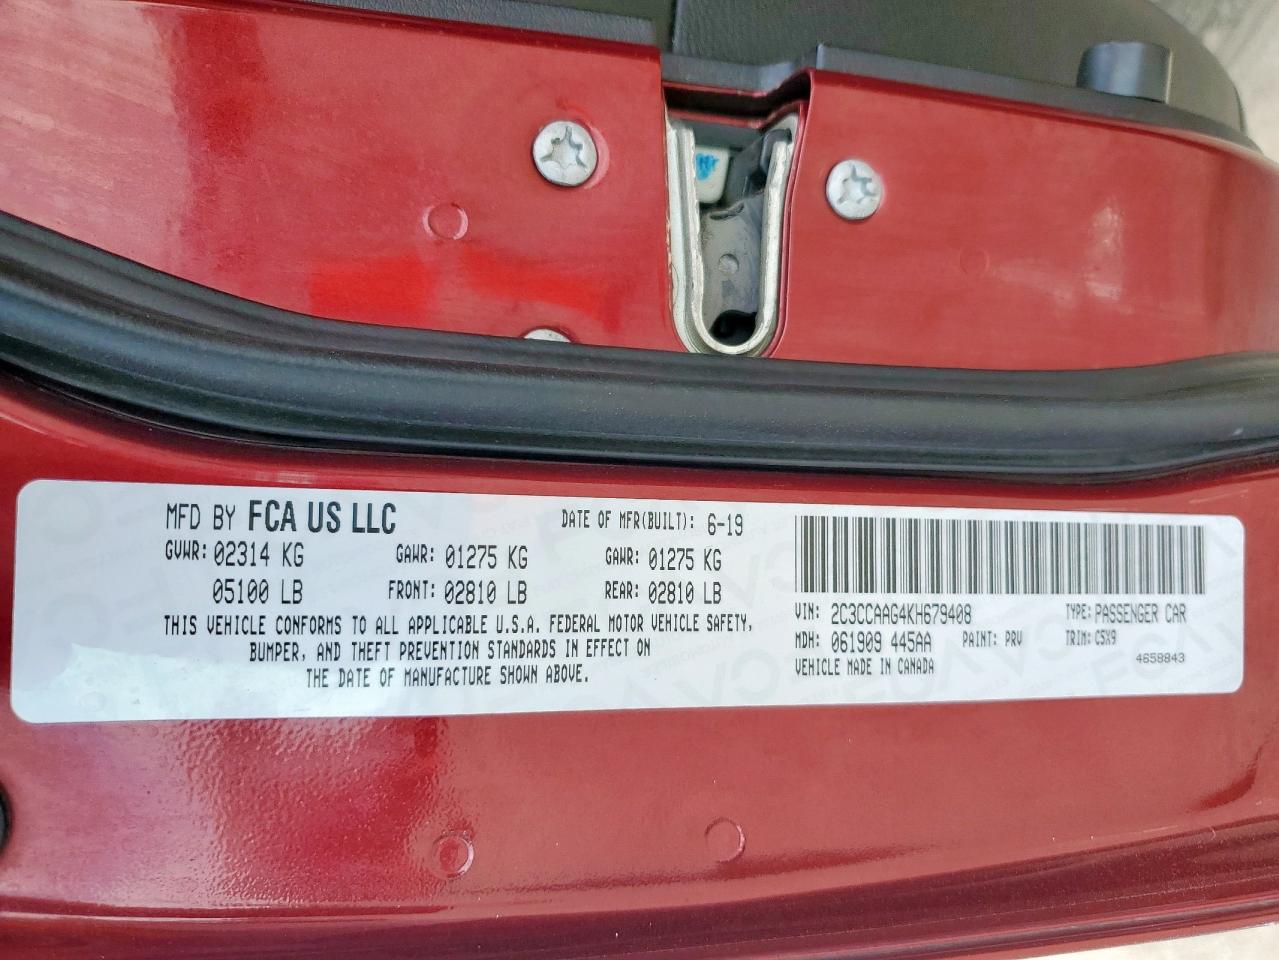 MFD BY FCA US LLC DATE OF MFR(BUILT): 6-19
GVWR: 02314 KG GAWR: 01275 KG GAWR: 01275 KG
05100 LB FRONT: 02810 LB REAR: 02810 LB
THIS VEHICLE CONFORMS TO ALL APPLICABLE U.S.A. FEDERAL MOTOR VEHICLE SAFETY,
BUMPER, AND THEFT PREVENTION STANDARDS IN EFFECT ON
THE DATE OF MANUFACTURE SHOWN ABOVE.
VIN: 2C3CCAAG4KH679408 TYPE: PASSENGER CAR
MDH: 061909 445AA PAINT: PRV TRIM: C5X9
VEHICLE MADE IN CANADA 4658843